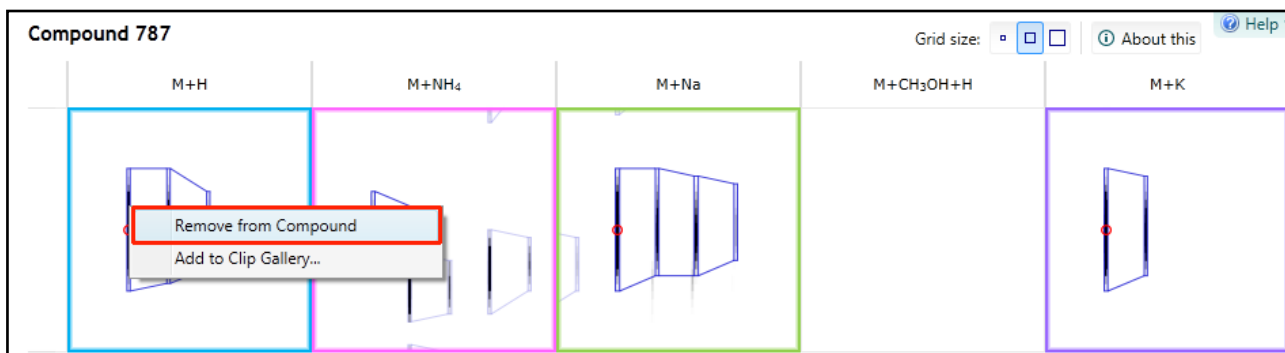 Compound 787
Grid size:
About this
Help
M+H
M+NH₄
M+Na
M+CH₃OH+H
M+K
Remove from Compound
Add to Clip Gallery...